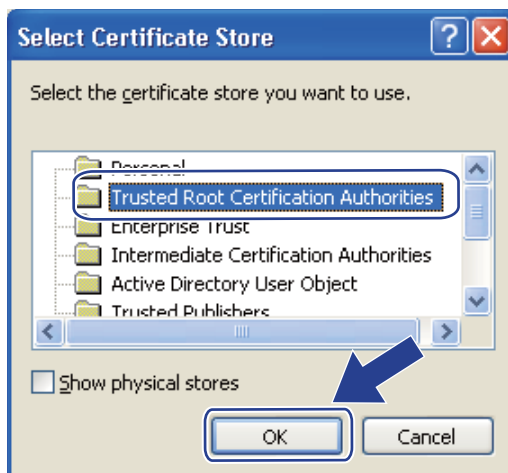 Select Certificate Store
?
Select the certificate store you want to use.
Personal
Trusted Root Certification Authorities
Enterprise Trust
Intermediate Certification Authorities
Active Directory User Object
Trusted Publishers
Show physical stores
OK Cancel